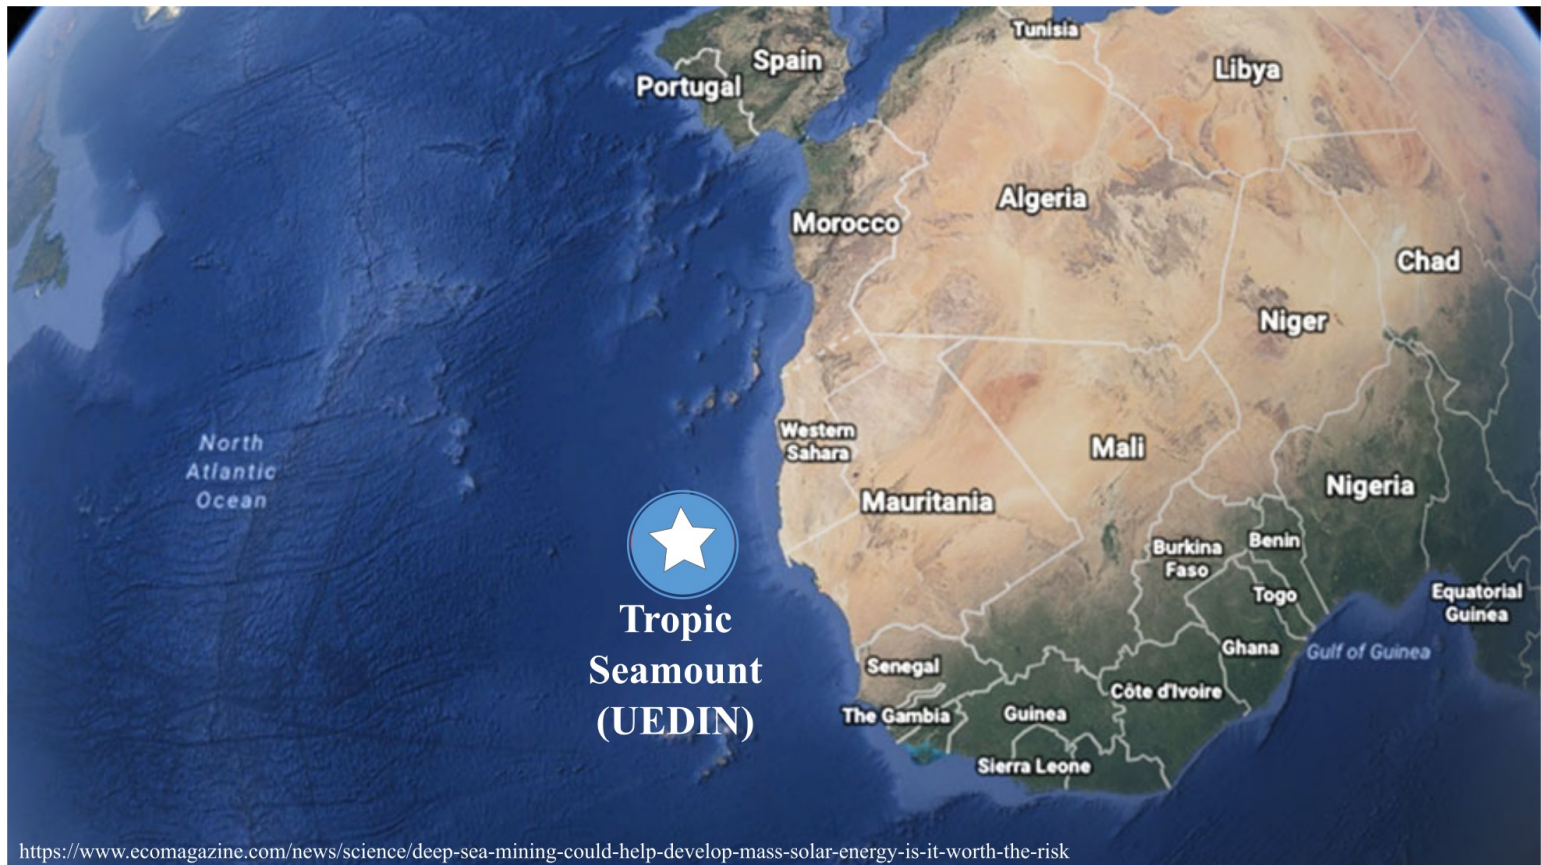 Tunisia
Spain
Libya
Portugal
Algeria
Morocco
Chad
Niger
North
Atlantic
Ocean
Western
Sahara
Mali
Mauritania
Nigeria
Burkina
Faso
Benin
Togo
Equatorial
Guinea
Tropic
Seamount
(UEDIN)
Ghana
Gulf of Guinea
Senegal
Côte d'Ivoire
The Gambia
Guinea
Sierra Leone
https://www.ecomagazine.com/news/science/deep-sea-mining-could-help-develop-mass-solar-energy-is-it-worth-the-risk